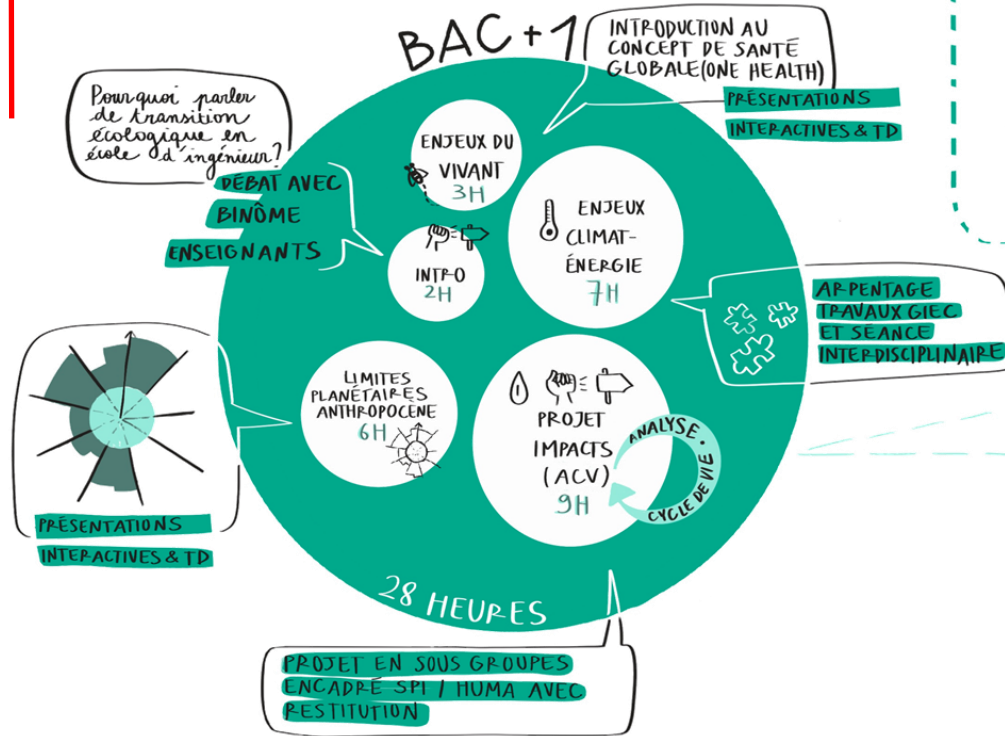 BAC+1
INTRODUCTION AU
CONCEPT DE SANTÉ
GLOBALE(ONE HEALTH)
PRÉSENTATIONS
INTERACTIVES & TD
Pourquoi parler
de transition
écologique en
école d'ingénieur?
DÉBAT AVEC
BINÔME
ENSEIGNANTS
ENJEUX DU
VIVANT
3H
INTRO
2H
ENJEUX
CLIMAT-
ÉNERGIE
7H
ARPENTAGE
TRAVAUX GIEC
ET SÉANCE
INTERDISCIPLINAIRE
LIMITES
PLANÉTAIRES
ANTHROPOCENE
6H
PRÉSENTATIONS
INTERACTIVES & TD
PROJET
IMPACTS
(ACV)
9H
ANALYSE •
CYCLE DE VIE
28 HEURES
PROJET EN SOUS GROUPES
ENCADRÉ SPI / HUMA AVEC
RESTITUTION